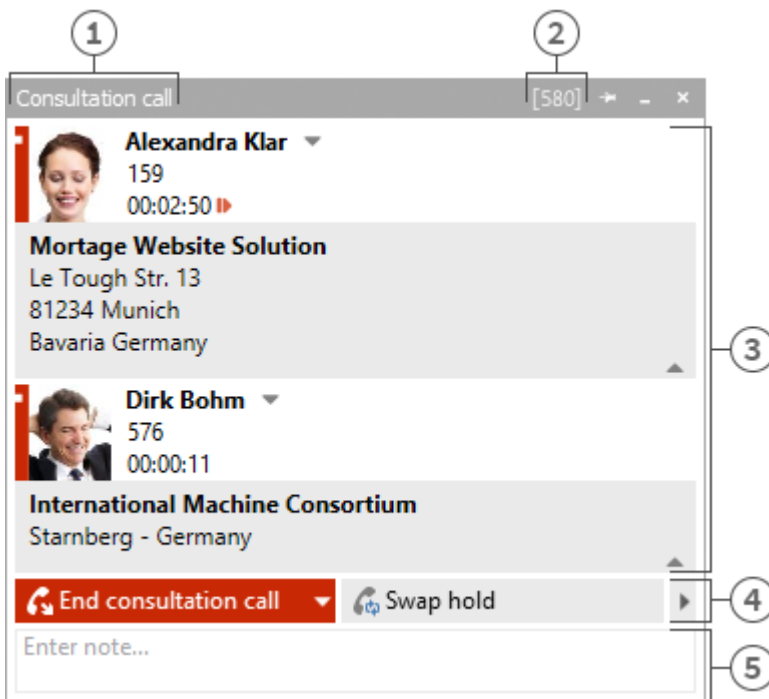 1
2
Consultation call [580]
Alexandra Klar
159
00:02:50
Mortage Website Solution
Le Tough Str. 13
81234 Munich
Bavaria Germany
3
Dirk Bohm
576
00:00:11
International Machine Consortium
Starnberg - Germany
End consultation call Swap hold
4
Enter note...
5